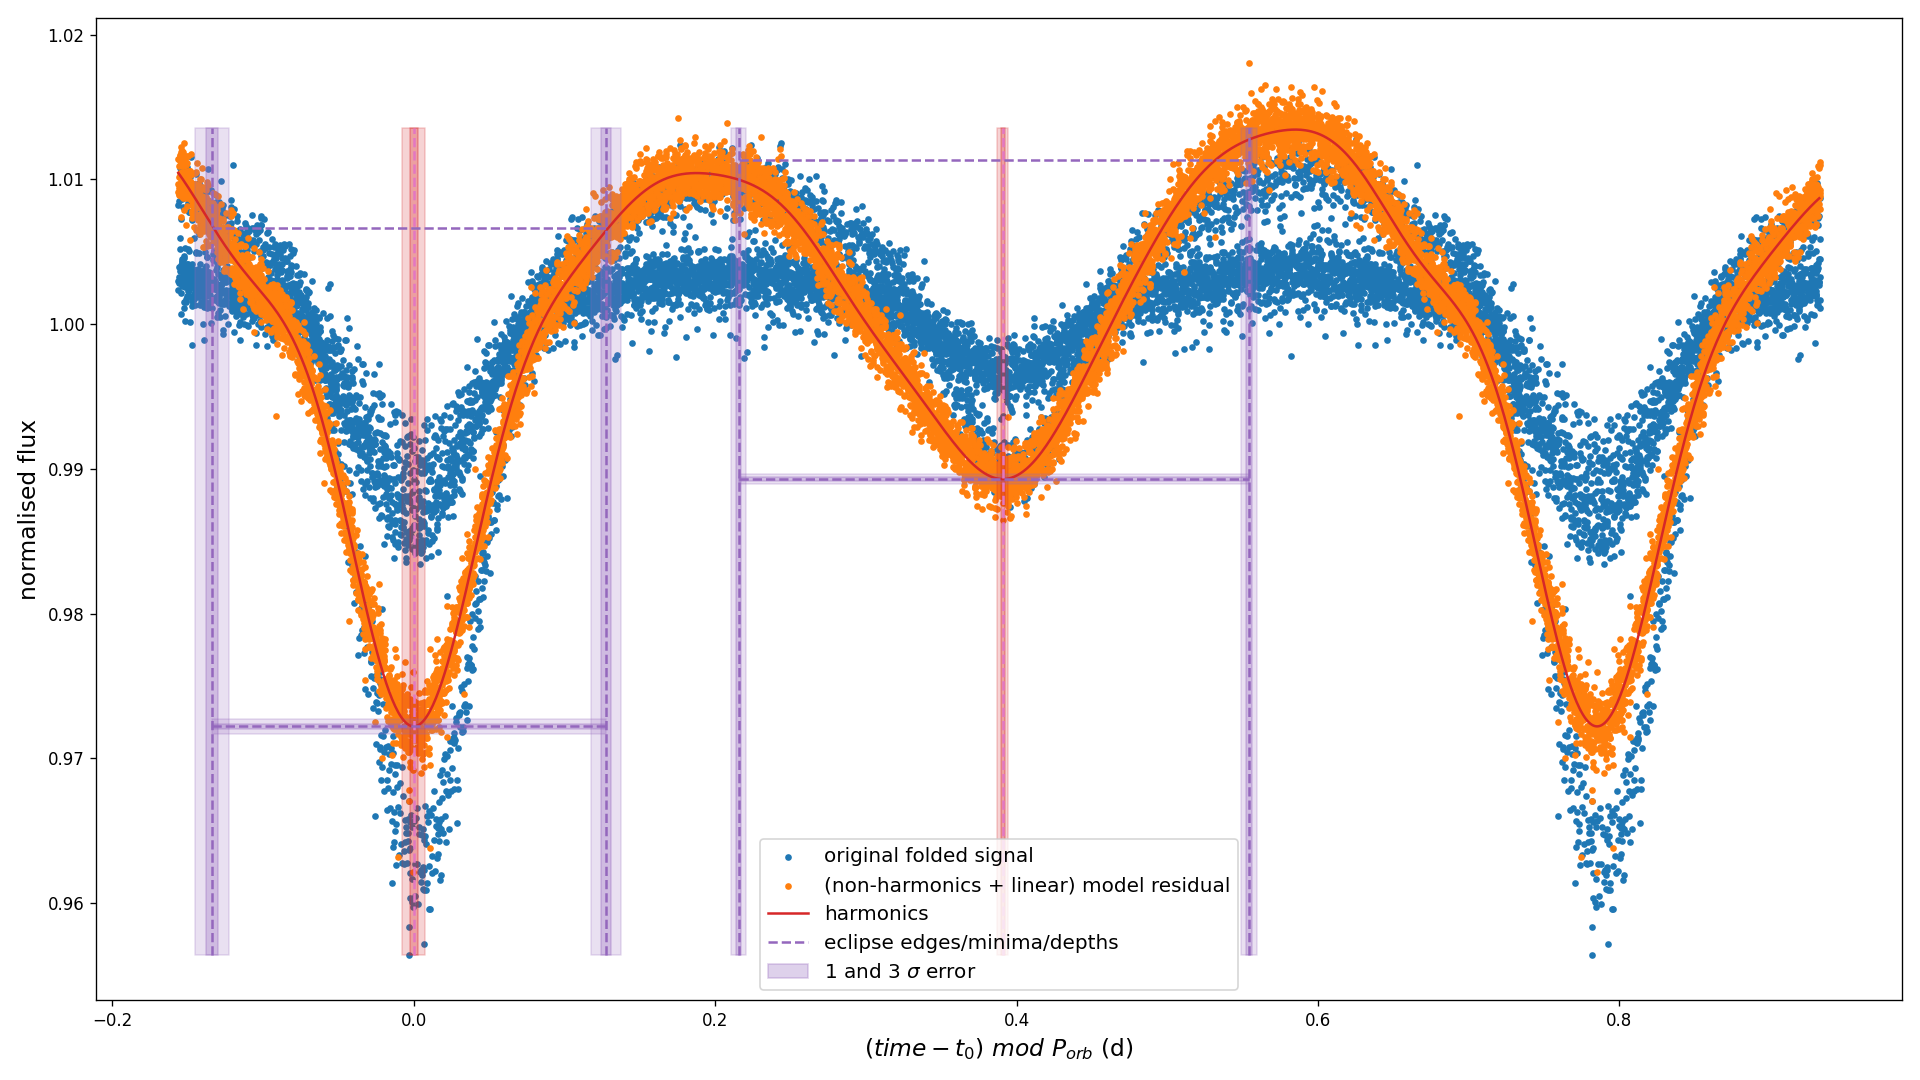 1.02
1.01
1.00
0.99
0.98
0.97
0.96
normalised flux
original folded signal
(non-harmonics + linear) model residual
harmonics
eclipse edges/minima/depths
1 and 3 σ error
−0.2 0.0 0.2 0.4 0.6 0.8
(time − t₀) mod P_orb (d)